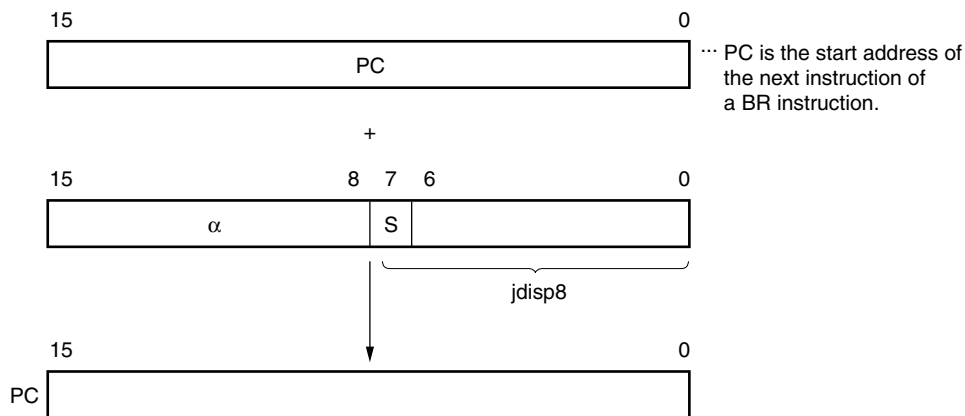 15 0
PC
... PC is the start address of
the next instruction of
a BR instruction.
+
15 8 7 6 0
α S
jdisp8
15 0
PC